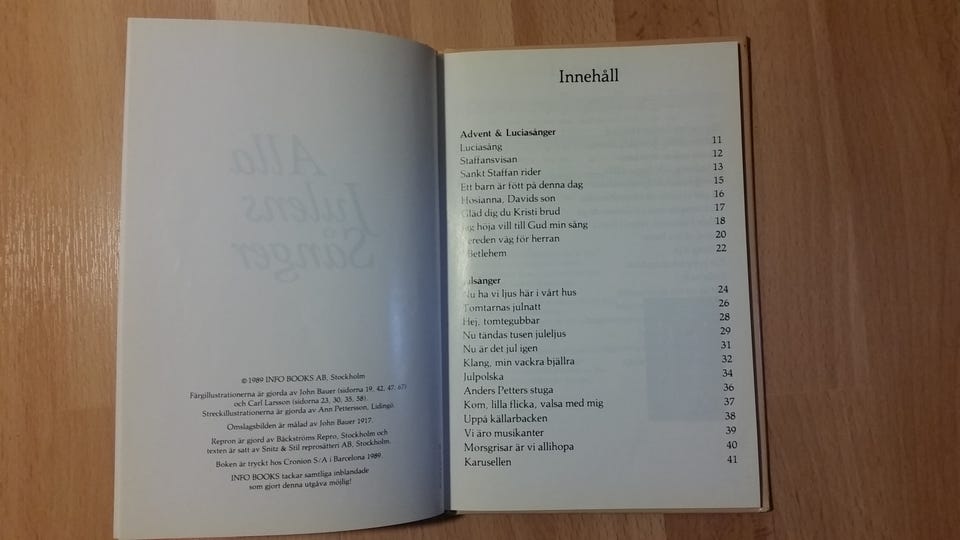 Alla
Julens
Sånger
© 1989 INFO BOOKS AB, Stockholm
Färgillustrationerna är gjorda av John Bauer (sidorna 19, 42, 47, 67)
och Carl Larsson (sidorna 23, 30, 35, 58).
Streckillustrationerna är gjorda av Ann Pettersson, Lidingö.
Omslagsbilden är målad av John Bauer 1917.
Repron är gjord av Bäckströms Repro, Stockholm och
texten är satt av Snitz & Stil reprosätteri AB, Stockholm.
Boken är tryckt hos Cronion S/A i Barcelona 1989.
INFO BOOKS tackar samtliga inblandade
som gjort denna utgåva möjlig!
Innehåll
Advent & Luciasånger
Luciasång 11
Staffansvisan 12
Sankt Staffan rider 13
Ett barn är fött på denna dag 15
Hosianna, Davids son 16
Gläd dig du Kristi brud 17
Jag höja vill till Gud min sång 18
Bereden väg för herran 20
Betlehem 22
Julsånger
Nu ha vi ljus här i vårt hus 24
Tomtarnas julnatt 26
Hej, tomtegubbar 28
Nu tändas tusen juleljus 29
Nu är det jul igen 31
Klang, min vackra bjällra 32
Julpolska 34
Anders Petters stuga 36
Kom, lilla flicka, valsa med mig 37
Uppå källarbacken 38
Vi äro musikanter 39
Morsgrisar är vi allihopa 40
Karusellen 41